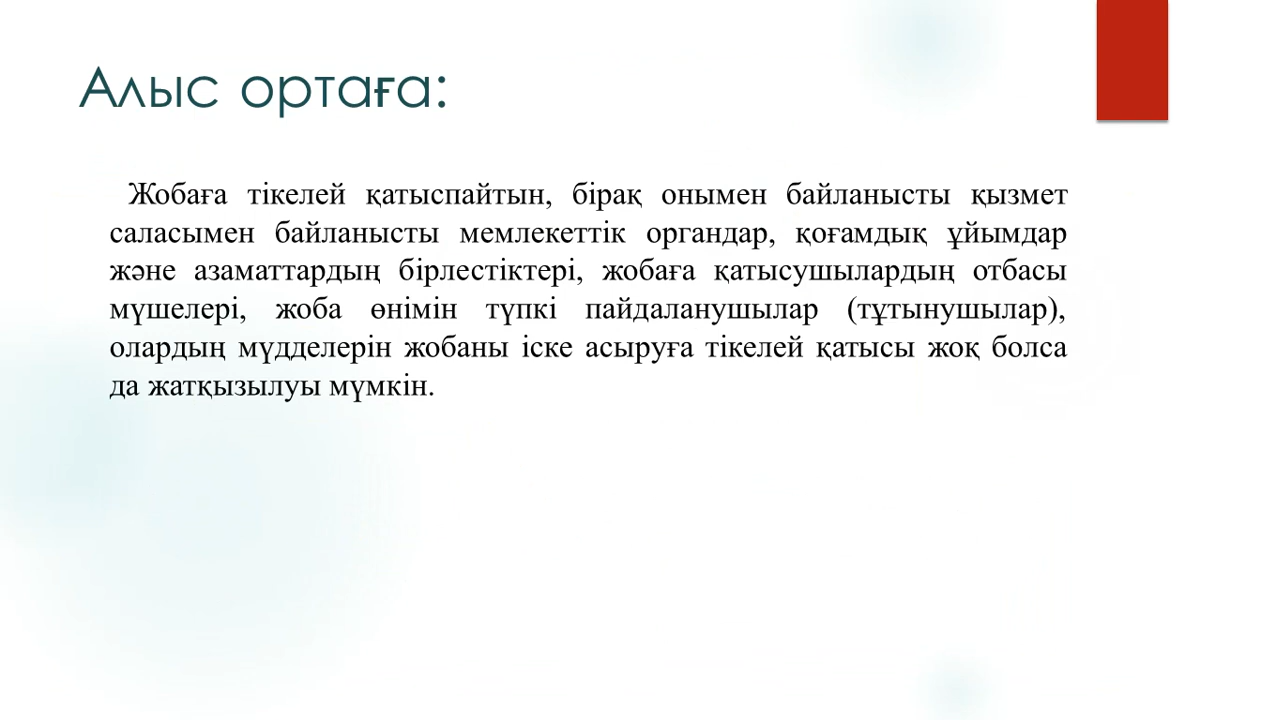 Алыс ортаға:
Жобаға тікелей қатыспайтын, бірақ онымен байланысты қызмет
саласымен байланысты мемлекеттік органдар, қоғамдық ұйымдар
және азаматтардың бірлестіктері, жобаға қатысушылардың отбасы
мүшелері, жоба өнімін түпкі пайдаланушылар (тұтынушылар),
олардың мүдделерін жобаны іске асыруға тікелей қатысы жоқ болса
да жатқызылуы мүмкін.